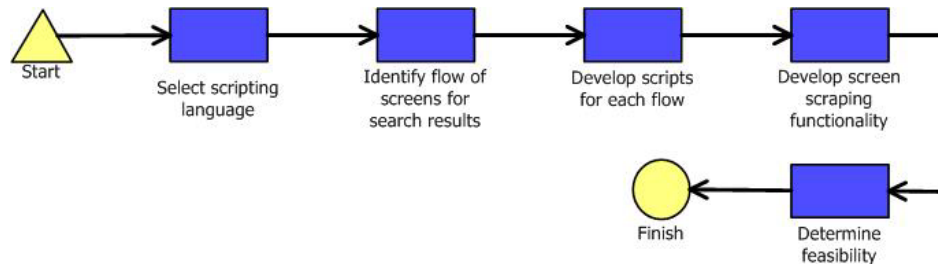 Start
Select scripting
language
Identify flow of
screens for
search results
Develop scripts
for each flow
Develop screen
scraping
functionality
Finish
Determine
feasibility